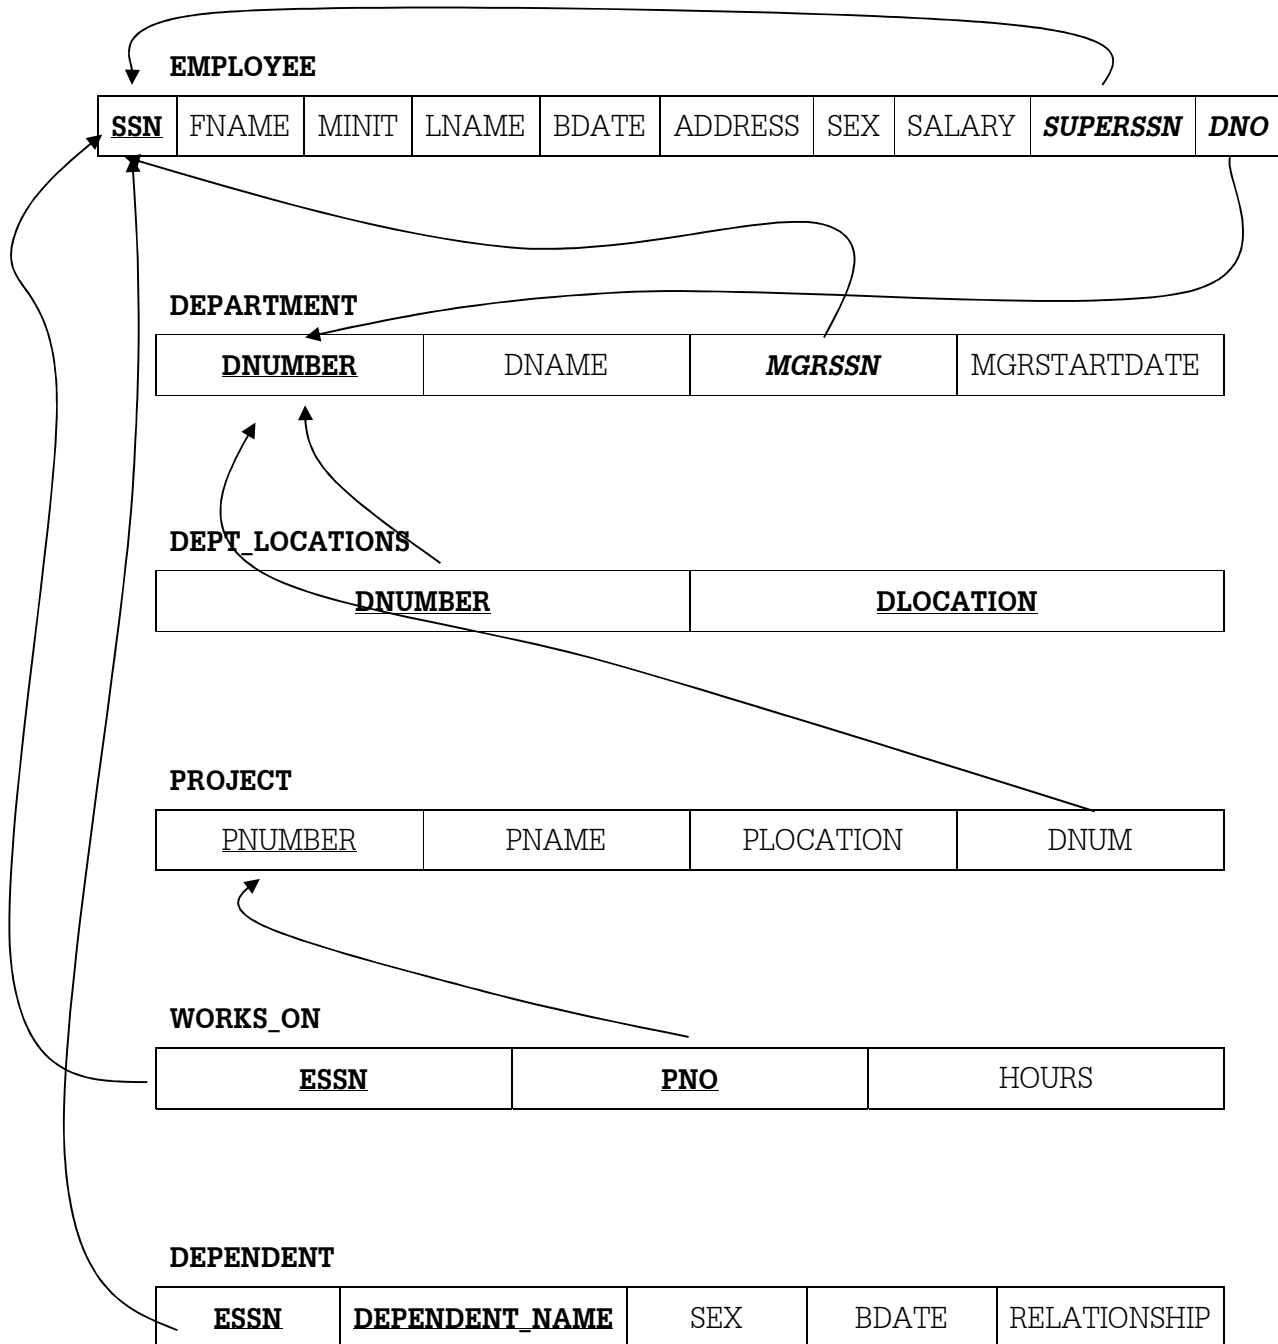 EMPLOYEE
SSN FNAME MINIT LNAME BDATE ADDRESS SEX SALARY SUPERSSN DNO
DEPARTMENT
DNUMBER DNAME MGRSSN MGRSTARTDATE
DEPT_LOCATIONS
DNUMBER DLOCATION
PROJECT
PNUMBER PNAME PLOCATION DNUM
WORKS_ON
ESSN PNO HOURS
DEPENDENT
ESSN DEPENDENT_NAME SEX BDATE RELATIONSHIP